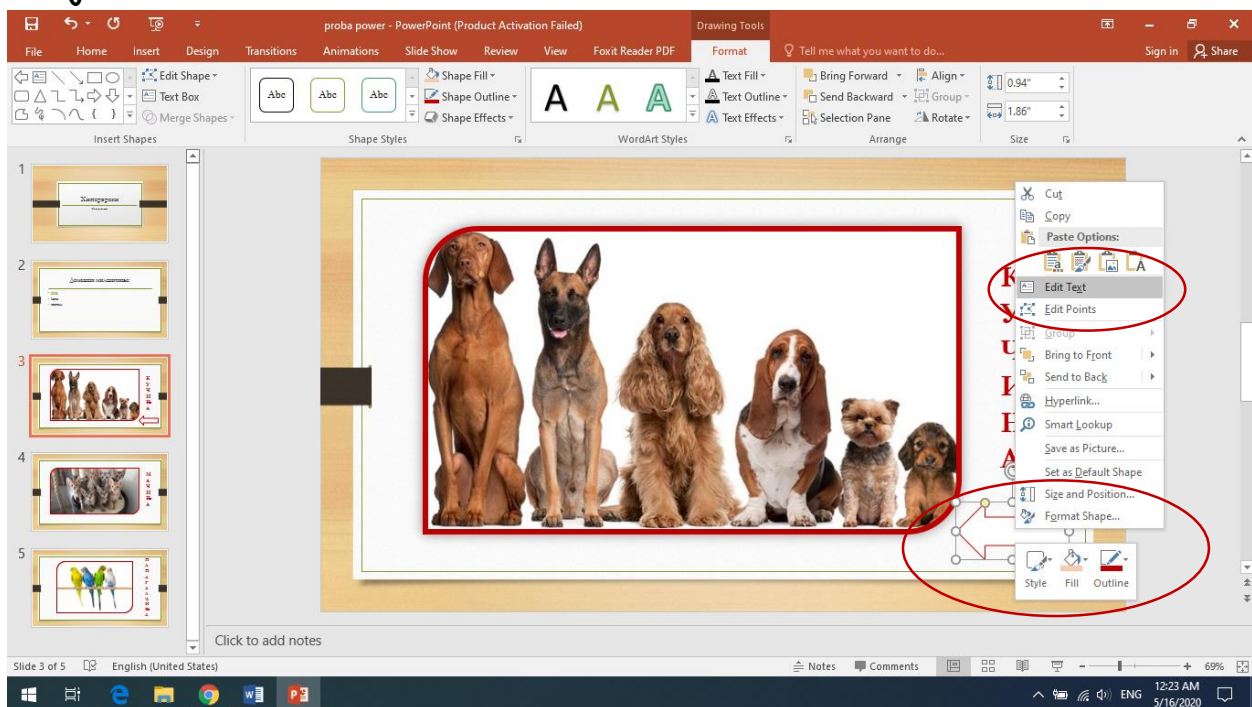 proba power - PowerPoint (Product Activation Failed)
Drawing Tools
File Home Insert Design Transitions Animations Slide Show Review View Foxit Reader PDF Format Tell me what you want to do... Sign in Share
Edit Shape
Text Box
Merge Shapes
Insert Shapes
Abc Abc Abc
Shape Fill
Shape Outline
Shape Effects
Shape Styles
A A A
Text Fill
Text Outline
Text Effects
WordArt Styles
Bring Forward
Send Backward
Selection Pane
Align
Group
Rotate
Arrange
0.94"
1.86"
Size
1
2
3
К
У
Ч
И
Њ
А
4
5
К
У
Ч
И
Cut
Copy
Paste Options:
Edit Text
Edit Points
Group
Bring to Front
Send to Back
Hyperlink...
Smart Lookup
Save as Picture...
Set as Default Shape
Size and Position...
Format Shape...
Style Fill Outline
Click to add notes
Slide 3 of 5 English (United States) Notes Comments 69%
ENG 12:23 AM
5/16/2020